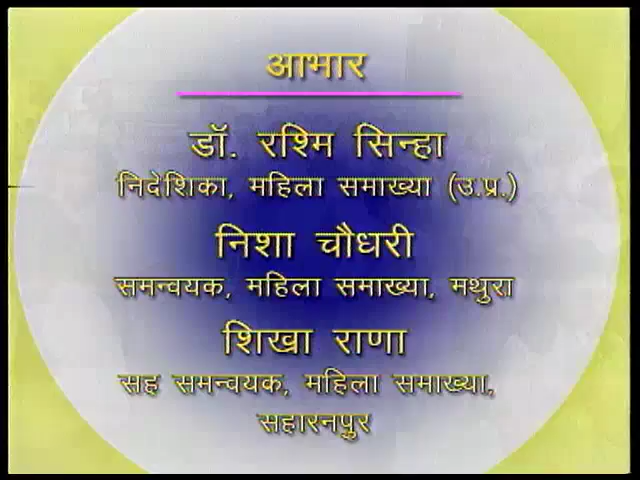 आभार
डॉ. रश्मि सिन्हा
निदेशिका, महिला समाख्या (उ.प्र.)
निशा चौधरी
समन्वयक, महिला समाख्या, मथुरा
शिखा राणा
सह समन्वयक, महिला समाख्या,
सहारनपुर